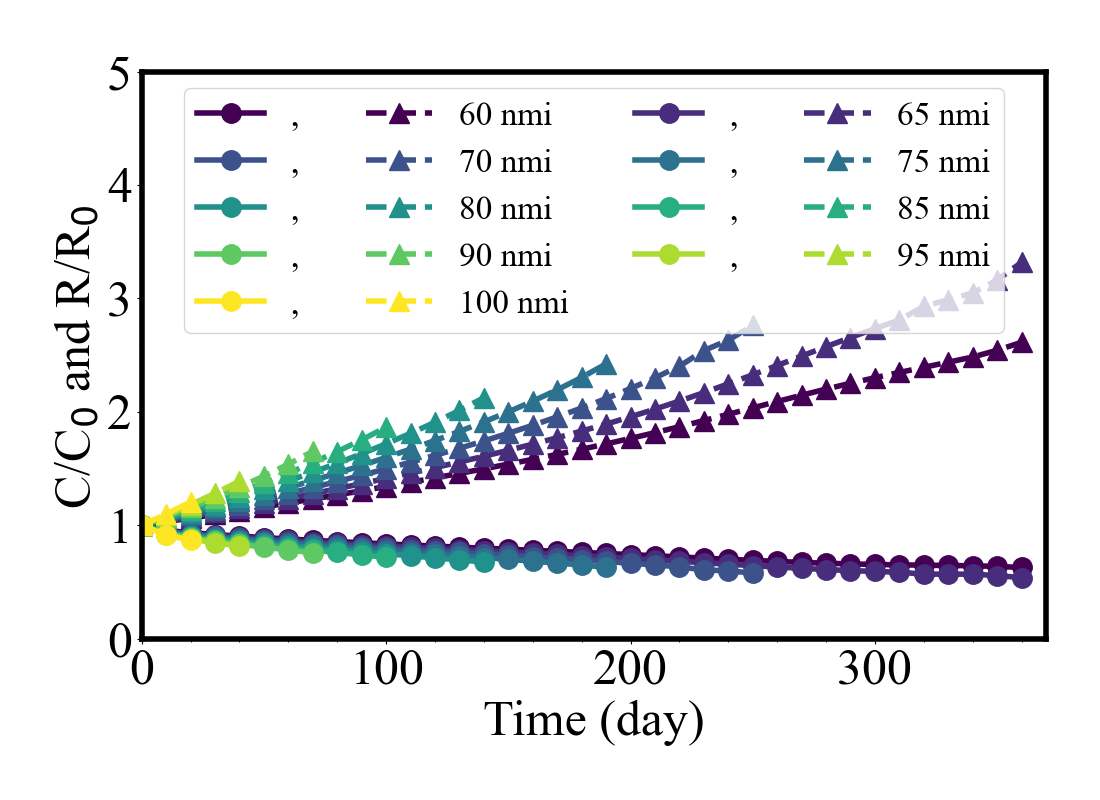 5
4
3
2
1
0
C/C0 and R/R0
, 60 nmi , 65 nmi
, 70 nmi , 75 nmi
, 80 nmi , 85 nmi
, 90 nmi , 95 nmi
, 100 nmi
0 100 200 300
Time (day)